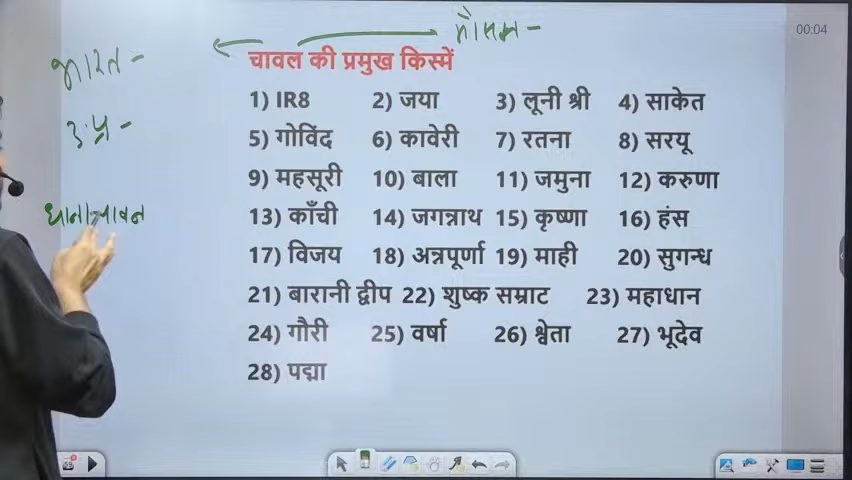 मौसम -
00:04
भारत -
चावल की प्रमुख किस्में
1) IR8 2) जया 3) लूनी श्री 4) साकेत
उ.प्र -
5) गोविंद 6) कावेरी 7) रतना 8) सरयू
9) महसूरी 10) बाला 11) जमुना 12) करुणा
धान/चावल
13) काँची 14) जगन्नाथ 15) कृष्णा 16) हंस
17) विजय 18) अन्नपूर्णा 19) माही 20) सुगन्ध
21) बारानी द्वीप 22) शुष्क सम्राट 23) महाधान
24) गौरी 25) वर्षा 26) श्वेता 27) भूदेव
28) पद्मा